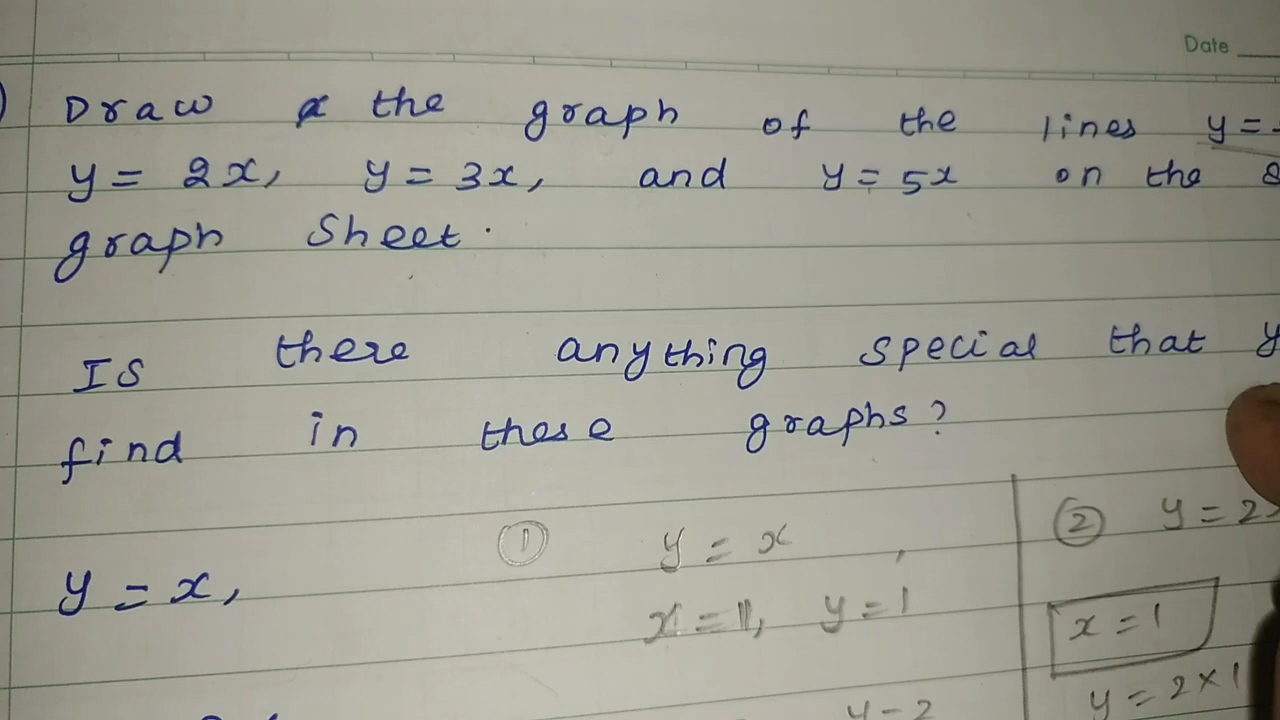 Date
Draw the graph of the lines y =
y = 2x, y = 3x, and y = 5x on the
graph sheet.
Is there anything special that
find in these graphs?
① y = x
② y = 2x
y = x,
x = 1, y = 1
x = 1
y = 2 × 1